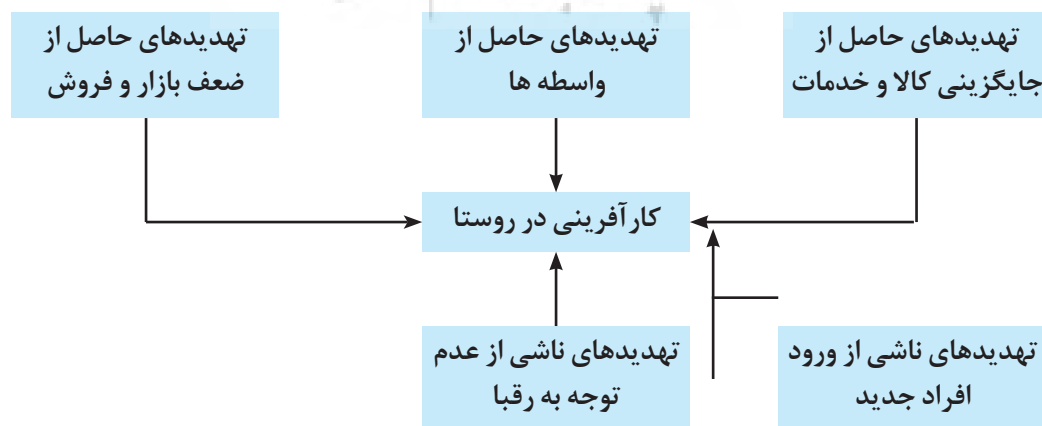 تهدیدهای حاصل از
جایگزینی کالا و خدمات
تهدیدهای حاصل از
واسطه ها
تهدیدهای حاصل از
ضعف بازار و فروش
کارآفرینی در روستا
تهدیدهای ناشی از ورود
افراد جدید
تهدیدهای ناشی از عدم
توجه به رقبا